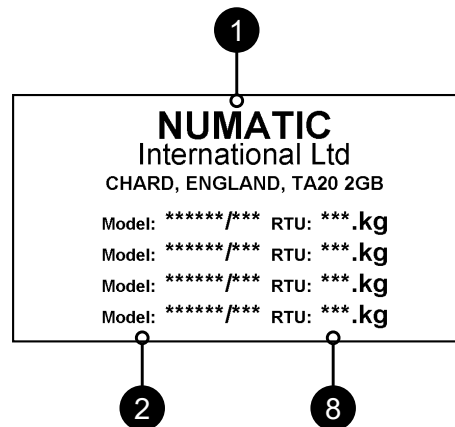 1
NUMATIC
International Ltd
CHARD, ENGLAND, TA20 2GB
Model: ******/*** RTU: ***.kg
Model: ******/*** RTU: ***.kg
Model: ******/*** RTU: ***.kg
Model: ******/*** RTU: ***.kg
2 8